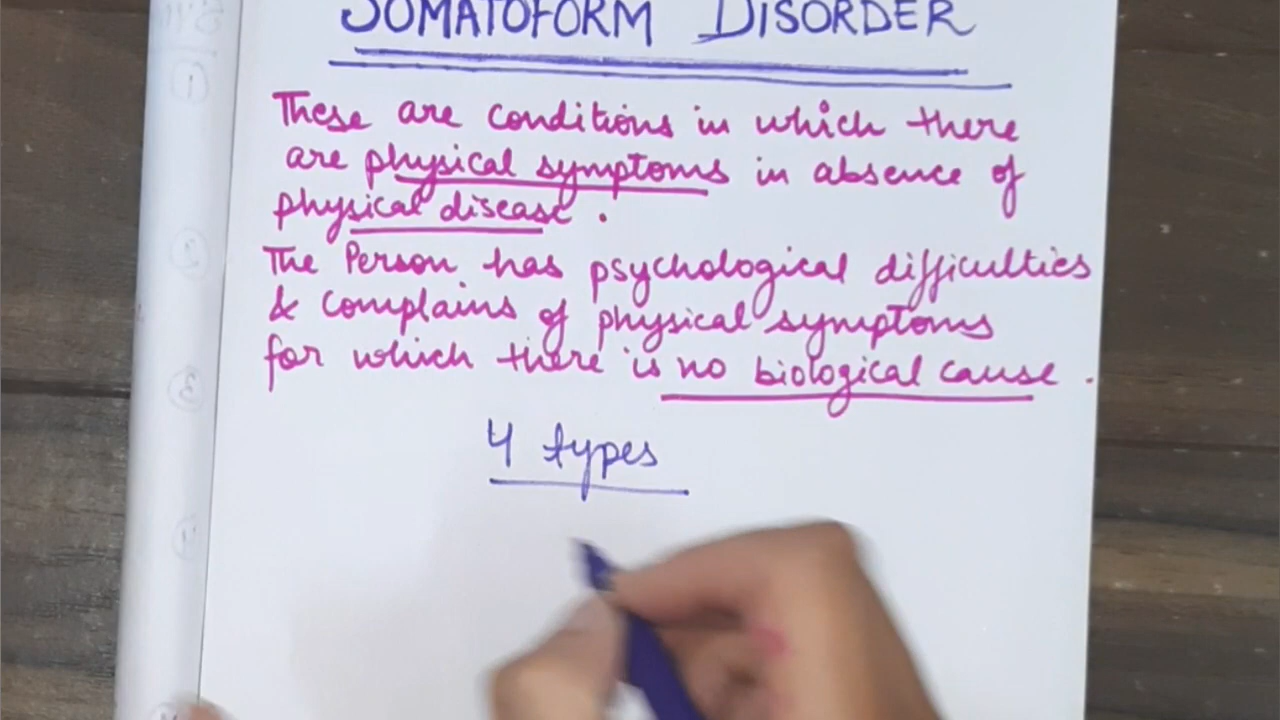 SOMATOFORM DISORDER
These are conditions in which there
are physical symptoms in absence of
physical disease.
The Person has psychological difficulties
& complains of physical symptoms
for which there is no biological cause.
4 types